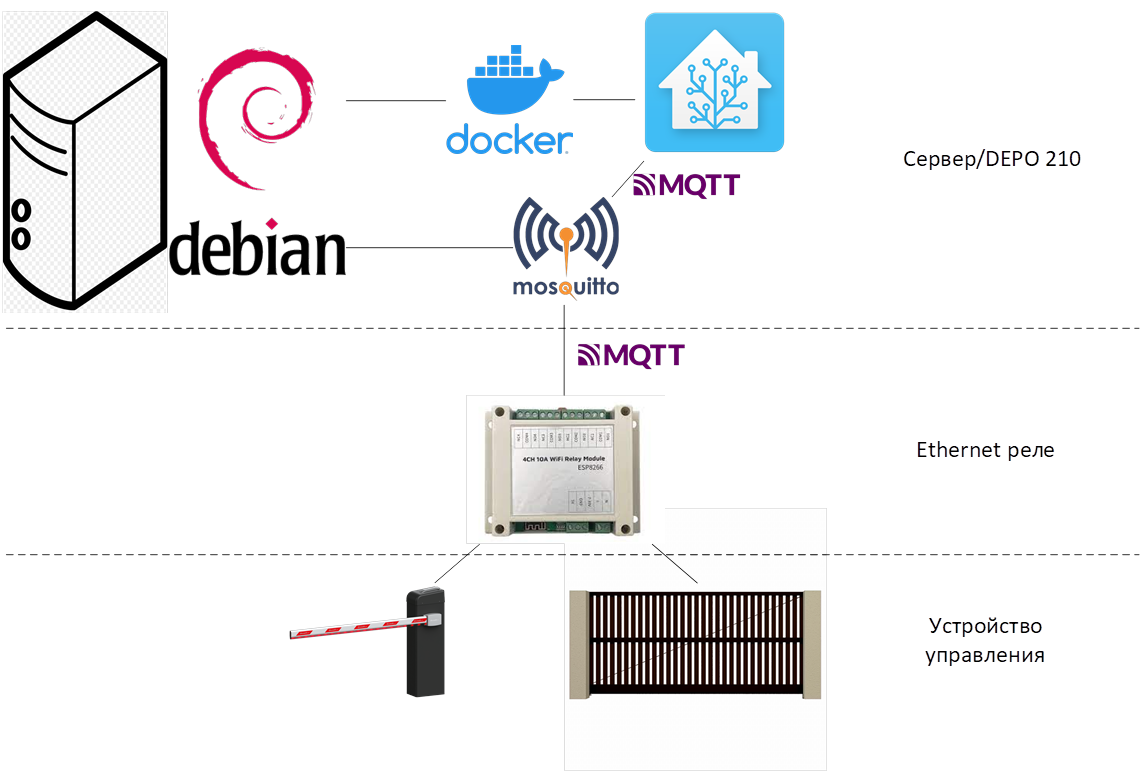 docker
Сервер/DEPO 210
MQTT
debian
mosquitto
MQTT
4CH 10A WiFi Relay Module
ESP8266
Ethernet реле
Устройство
управления